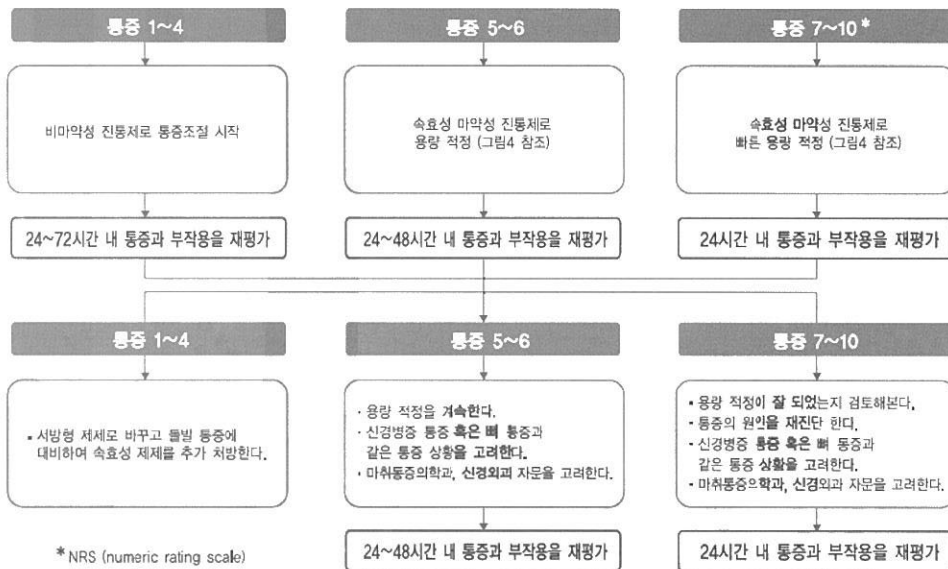 통증 1~4
통증 5~6
통증 7~10*
비마약성 진통제로 통증조절 시작
속효성 마약성 진통제로
용량 적정 (그림4 참조)
속효성 마약성 진통제로
빠른 용량 적정 (그림4 참조)
24~72시간 내 통증과 부작용을 재평가
24~48시간 내 통증과 부작용을 재평가
24시간 내 통증과 부작용을 재평가
통증 1~4
통증 5~6
통증 7~10
▪ 서방형 제제로 바꾸고 돌발 통증에
대비하여 속효성 제제를 추가 처방한다.
· 용량 적정을 계속한다.
· 신경병증 통증 혹은 뼈 통증과
같은 통증 상황을 고려한다.
· 마취통증의학과, 신경외과 자문을 고려한다.
▪ 용량 적정이 잘 되었는지 검토해본다.
▪ 통증의 원인을 재진단 한다.
▪ 신경병증 통증 혹은 뼈 통증과
같은 통증 상황을 고려한다.
▪ 마취통증의학과, 신경외과 자문을 고려한다.
24~48시간 내 통증과 부작용을 재평가
24시간 내 통증과 부작용을 재평가
* NRS (numeric rating scale)